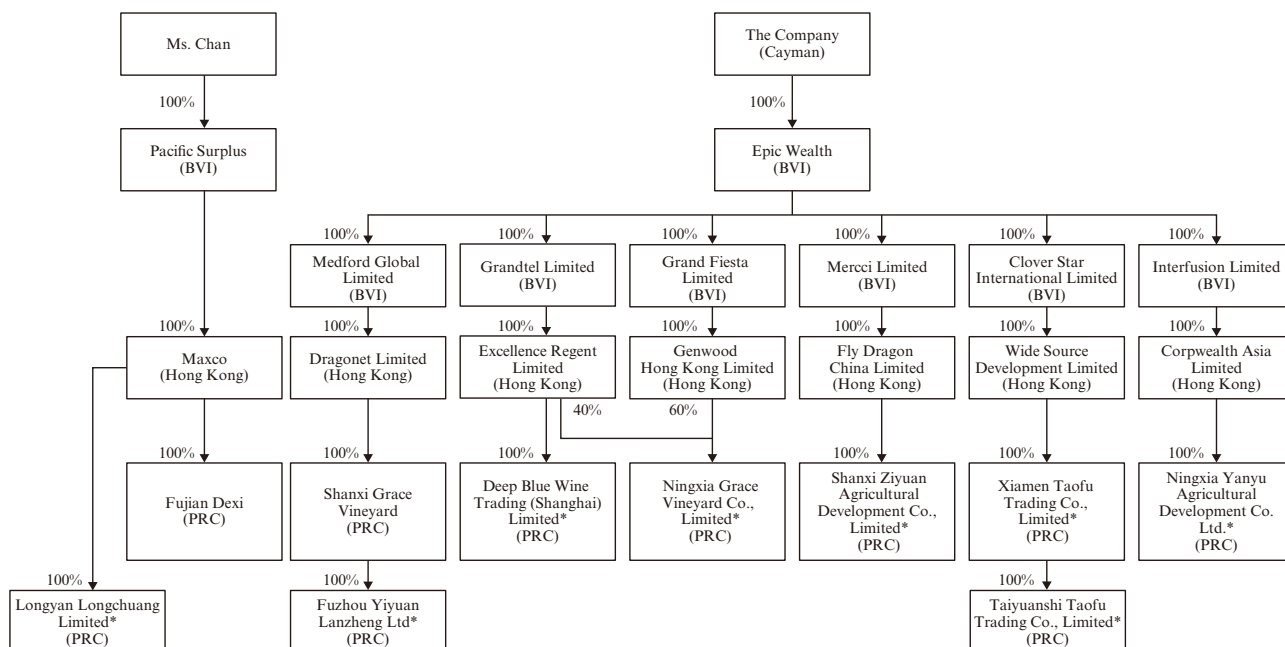 Ms. Chan
The Company
(Cayman)
100%
100%
Pacific Surplus
(BVI)
Epic Wealth
(BVI)
100%
100%
100%
100%
100%
100%
Medford Global
Limited
(BVI)
Grandtel Limited
(BVI)
Grand Fiesta
Limited
(BVI)
Mercci Limited
(BVI)
Clover Star
International Limited
(BVI)
Interfusion Limited
(BVI)
100%
100%
100%
100%
100%
100%
100%
Maxco
(Hong Kong)
Dragonet Limited
(Hong Kong)
Excellence Regent
Limited
(Hong Kong)
Genwood
Hong Kong Limited
(Hong Kong)
Fly Dragon
China Limited
(Hong Kong)
Wide Source
Development Limited
(Hong Kong)
Corpwealth Asia
Limited
(Hong Kong)
40%
60%
100%
100%
100%
100%
100%
100%
Fujian Dexi
(PRC)
Shanxi Grace
Vineyard
(PRC)
Deep Blue Wine
Trading (Shanghai)
Limited*
(PRC)
Ningxia Grace
Vineyard Co.,
Limited*
(PRC)
Shanxi Ziyuan
Agricultural
Development Co.,
Limited*
(PRC)
Xiamen Taofu
Trading Co.,
Limited*
(PRC)
Ningxia Yanyu
Agricultural
Development Co.
Ltd.*
(PRC)
100%
100%
100%
Longyan Longchuang
Limited*
(PRC)
Fuzhou Yiyuan
Lanzheng Ltd*
(PRC)
Taiyuanshi Taofu
Trading Co., Limited*
(PRC)